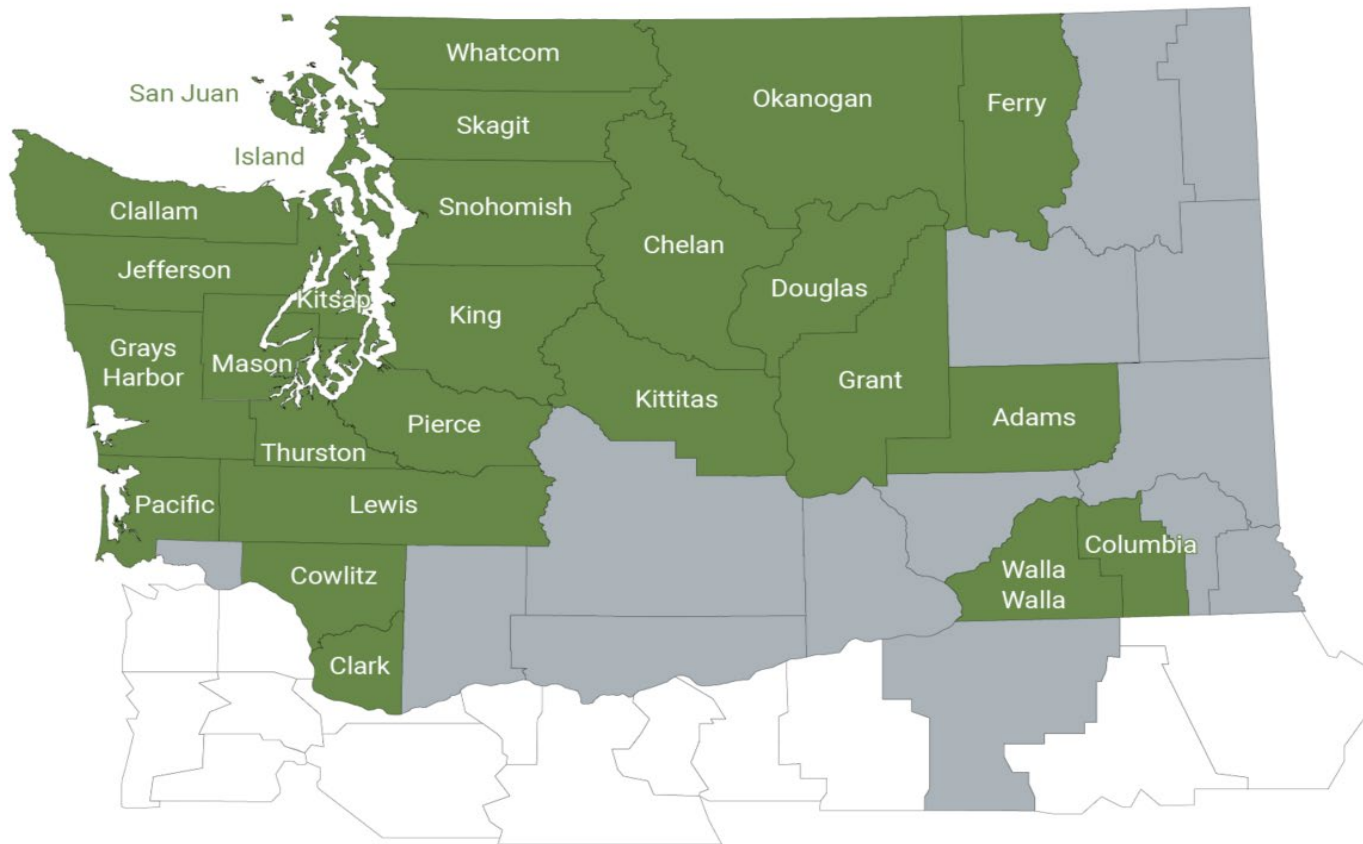 Whatcom
San Juan
Okanogan
Ferry
Skagit
Island
Clallam
Snohomish
Chelan
Jefferson
Douglas
Kitsap
King
Grays
Harbor
Mason
Grant
Kittitas
Adams
Pierce
Thurston
Pacific
Lewis
Columbia
Cowlitz
Walla
Walla
Clark